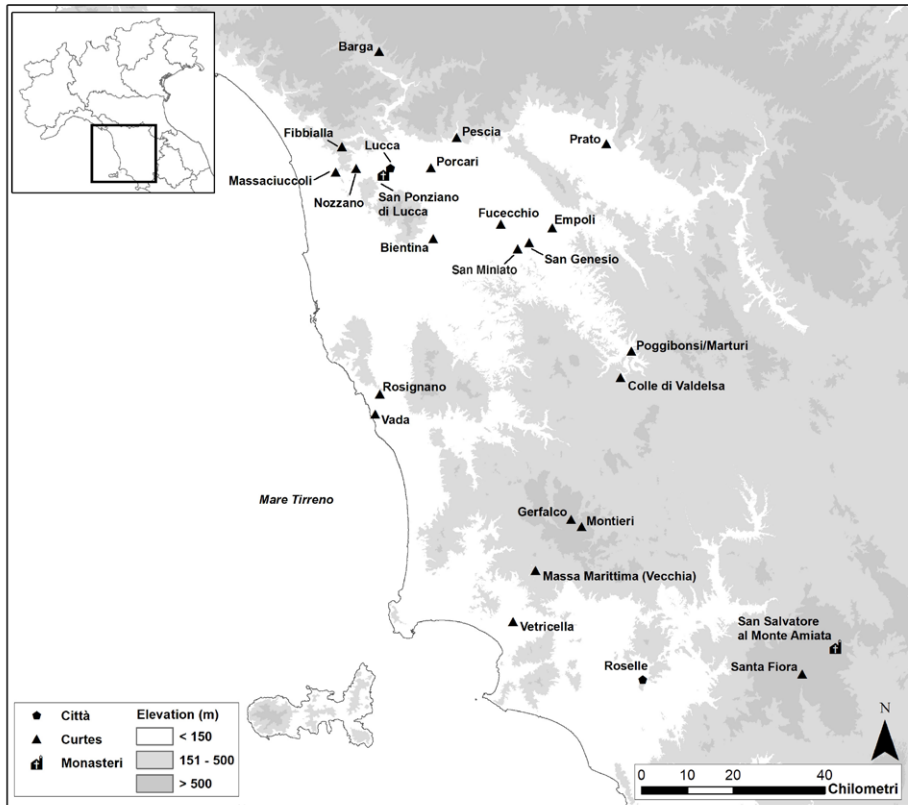 Barga
Fibbialla
Lucca
Pescia
Prato
Massaciuccoli
Nozzano
Porcari
San Ponziano
di Lucca
Fucecchio
Empoli
Bientina
San Miniato
San Genesio
Poggibonsi/Marturi
Colle di Valdelsa
Rosignano
Vada
Mare Tirreno
Gerfalco
Montieri
Massa Marittima (Vecchia)
Vetricella
San Salvatore
al Monte Amiata
Roselle
Santa Fiora
Città
Curtes
Monasteri
Elevation (m)
< 150
151 - 500
> 500
N
0 10 20 40
Chilometri